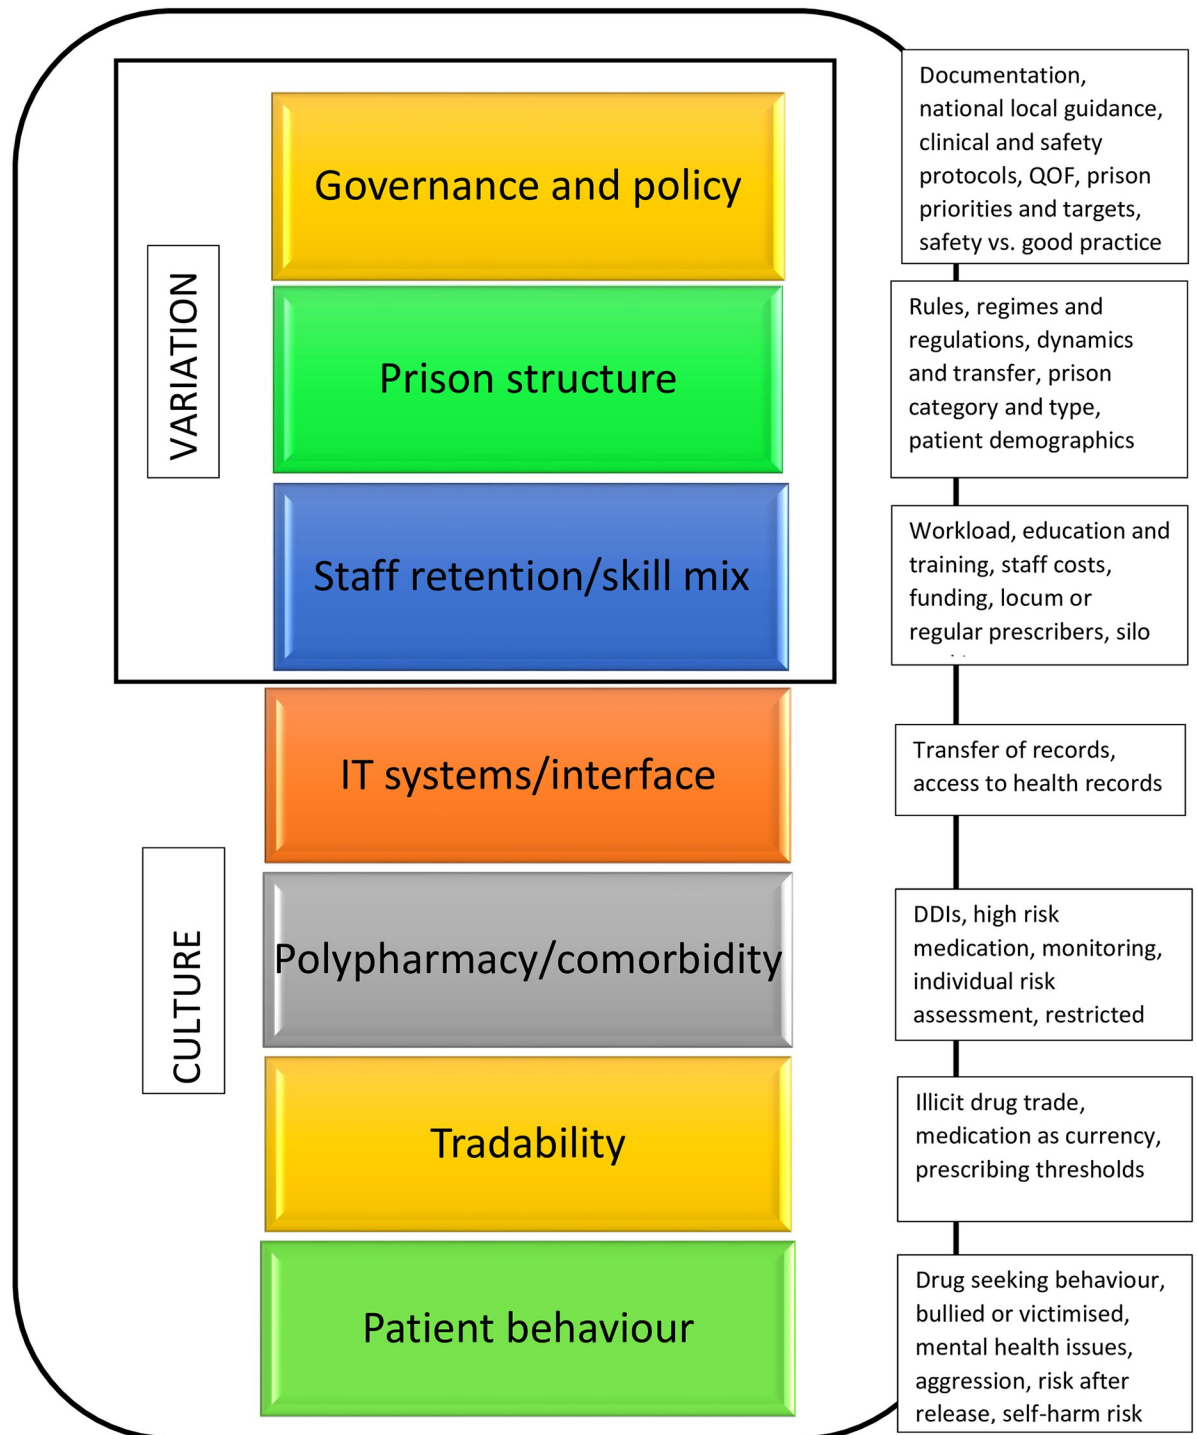 Governance and policy
Documentation,
national local guidance,
clinical and safety
protocols, QOF, prison
priorities and targets,
safety vs. good practice
VARIATION
Prison structure
Rules, regimes and
regulations, dynamics
and transfer, prison
category and type,
patient demographics
Staff retention/skill mix
Workload, education and
training, staff costs,
funding, locum or
regular prescribers, silo
IT systems/interface
Transfer of records,
access to health records
CULTURE
Polypharmacy/comorbidity
DDIs, high risk
medication, monitoring,
individual risk
assessment, restricted
Tradability
Illicit drug trade,
medication as currency,
prescribing thresholds
Patient behaviour
Drug seeking behaviour,
bullied or victimised,
mental health issues,
aggression, risk after
release, self-harm risk